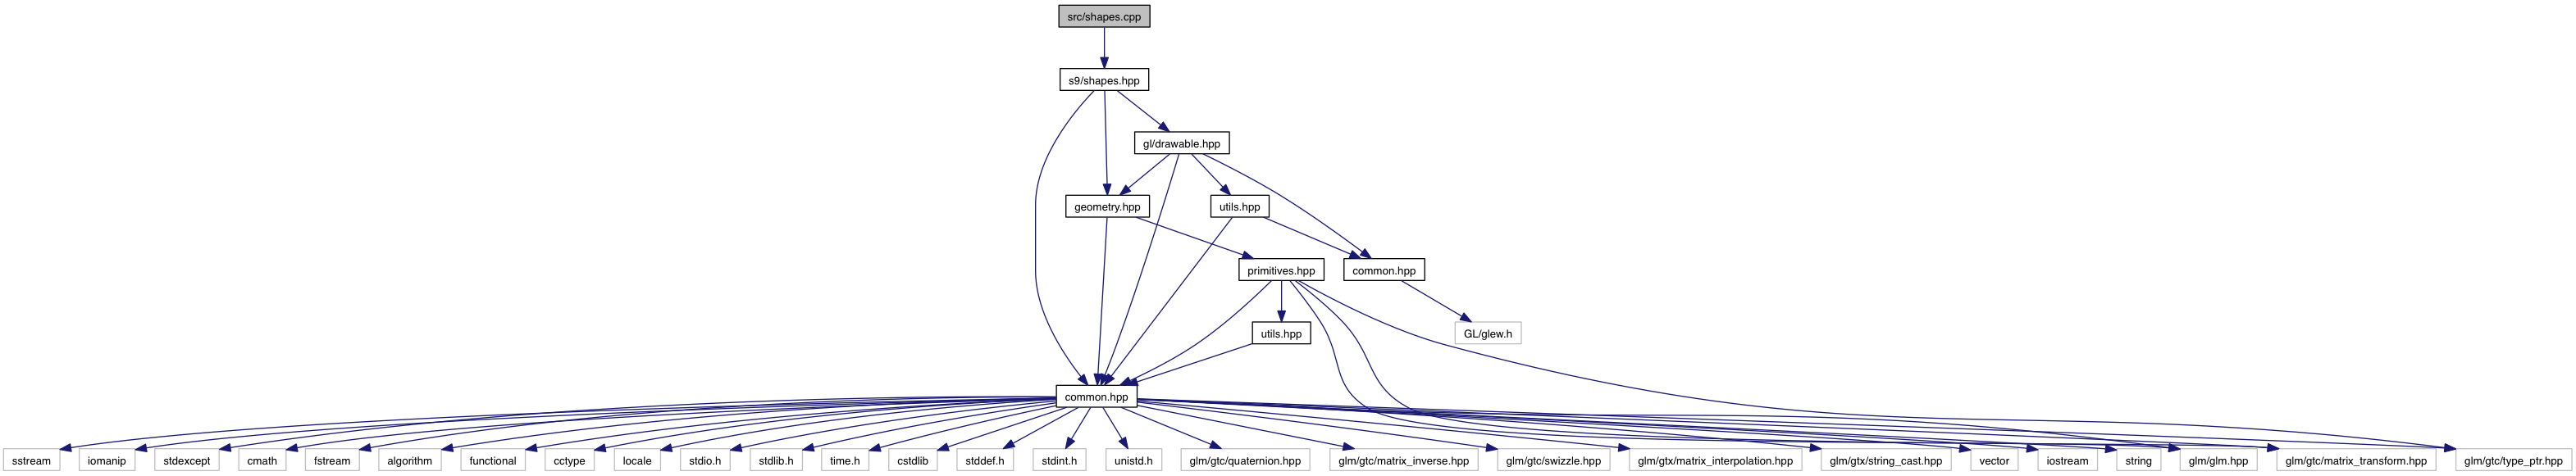 src/shapes.cpp
s9/shapes.hpp
gl/drawable.hpp
geometry.hpp
utils.hpp
primitives.hpp
common.hpp
utils.hpp
GL/glew.h
common.hpp
sstream
iomanip
stdexcept
cmath
fstream
algorithm
functional
cctype
locale
stdio.h
stdlib.h
time.h
cstdlib
stddef.h
stdint.h
unistd.h
glm/gtc/quaternion.hpp
glm/gtc/matrix_inverse.hpp
glm/gtc/swizzle.hpp
glm/gtx/matrix_interpolation.hpp
glm/gtx/string_cast.hpp
vector
iostream
string
glm/glm.hpp
glm/gtc/matrix_transform.hpp
glm/gtc/type_ptr.hpp